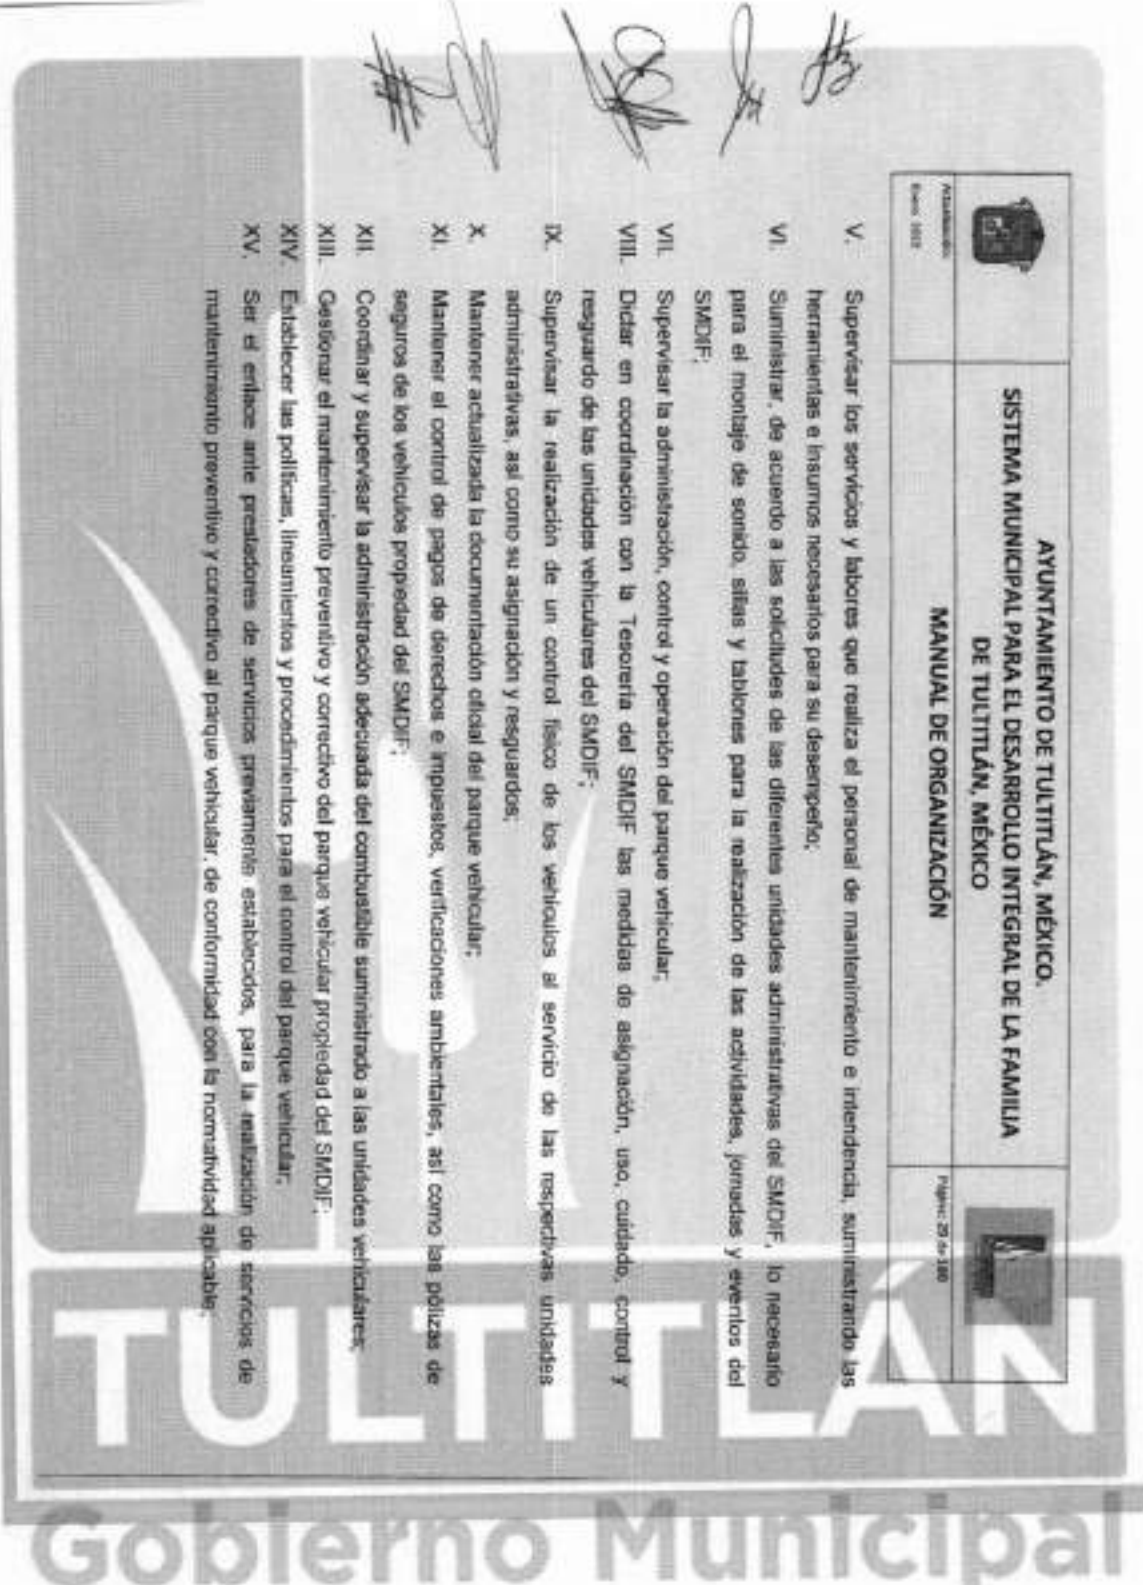 AYUNTAMIENTO DE TULTITLÁN, MÉXICO.
SISTEMA MUNICIPAL PARA EL DESARROLLO INTEGRAL DE LA FAMILIA
DE TULTITLÁN, MÉXICO
Actualización:
Enero 2022
MANUAL DE ORGANIZACIÓN
Página: 29 de 180
V. Supervisar los servicios y labores que realiza el personal de mantenimiento e intendencia, suministrando las
herramientas e insumos necesarios para su desempeño;
VI. Suministrar, de acuerdo a las solicitudes de las diferentes unidades administrativas del SMDIF, lo necesario
para el montaje de sonido, sillas y tablones para la realización de las actividades, jornadas y eventos del
SMDIF;
VII. Supervisar la administración, control y operación del parque vehicular;
VIII. Dictar en coordinación con la Tesorería del SMDIF las medidas de asignación, uso, cuidado, control y
resguardo de las unidades vehiculares del SMDIF;
IX. Supervisar la realización de un control físico de los vehículos al servicio de las respectivas unidades
administrativas, así como su asignación y resguardos;
X. Mantener actualizada la documentación oficial del parque vehicular;
XI. Mantener el control de pagos de derechos e impuestos, verificaciones ambientales, así como las pólizas de
seguros de los vehículos propiedad del SMDIF;
XII. Coordinar y supervisar la administración adecuada del combustible suministrado a las unidades vehiculares;
XIII. Gestionar el mantenimiento preventivo y correctivo del parque vehicular propiedad del SMDIF;
XIV. Establecer las políticas, lineamientos y procedimientos para el control del parque vehicular;
XV. Ser el enlace ante prestadores de servicios previamente establecidos, para la realización de servicios de
mantenimiento preventivo y correctivo al parque vehicular, de conformidad con la normatividad aplicable;
TULTITLÁN
Gobierno Municipal